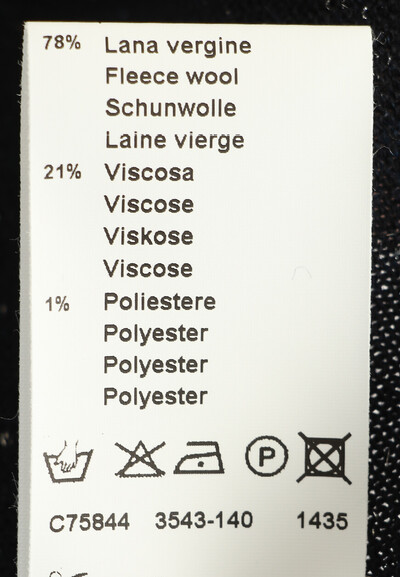 78% Lana vergine
Fleece wool
Schunwolle
Laine vierge
21% Viscosa
Viscose
Viskose
Viscose
1% Poliestere
Polyester
Polyester
Polyester
P
C75844 3543-140 1435